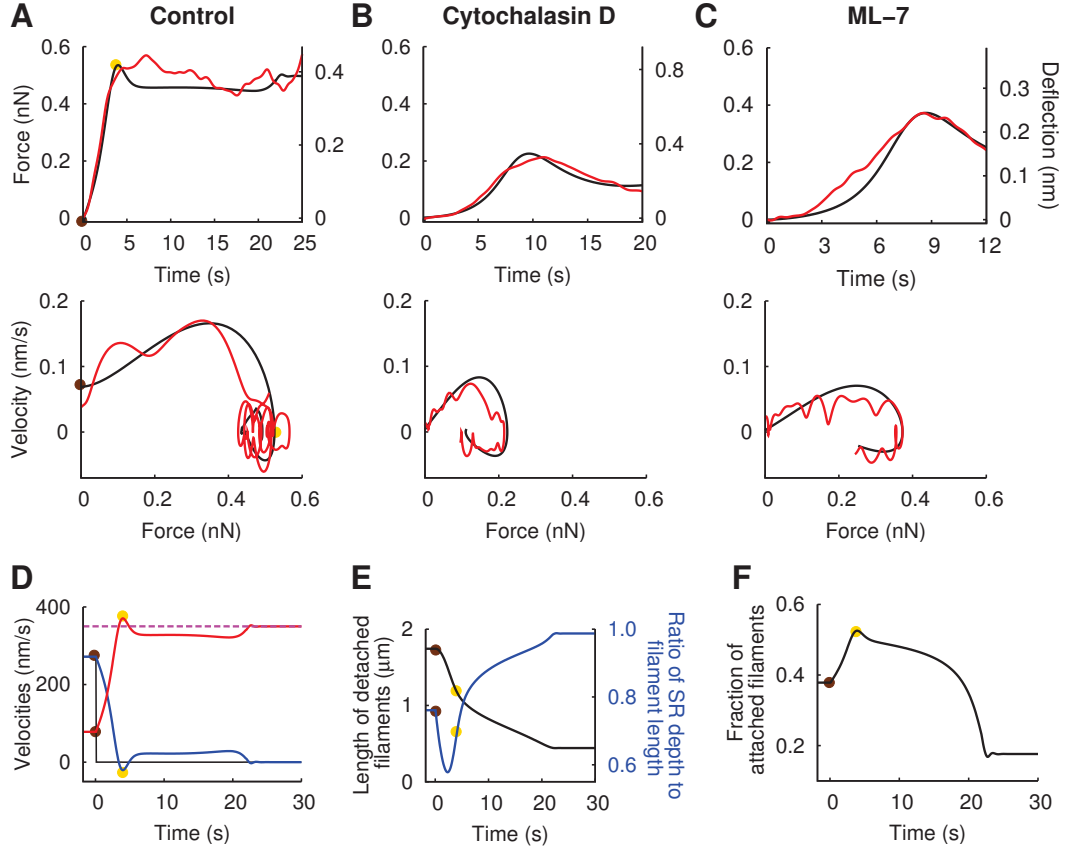 A Control
B Cytochalasin D
C ML−7
0.6
0.4
0.2
0
Force (nN)
0.4
0.2
0
0 5 10 15 20 25
Time (s)
0.6
0.4
0.2
0
0.8
0.4
0
0 5 10 15 20
Time (s)
0.6
0.4
0.2
0
0.3
0.2
0.1
0
Deflection (nm)
0 3 6 9 12
Time (s)
0.2
0.1
0
Velocity (nm/s)
0 0.2 0.4 0.6
Force (nN)
0.2
0.1
0
0 0.2 0.4 0.6
Force (nN)
0.2
0.1
0
0 0.2 0.4 0.6
Force (nN)
D
400
200
0
Velocities (nm/s)
0 10 20 30
Time (s)
E
2
1
0
Length of detached
filaments (μm)
1.0
0.8
0.6
Ratio of SR depth to
filament length
0 10 20 30
Time (s)
F
0.6
0.4
0.2
Fraction of
attached filaments
0 10 20 30
Time (s)